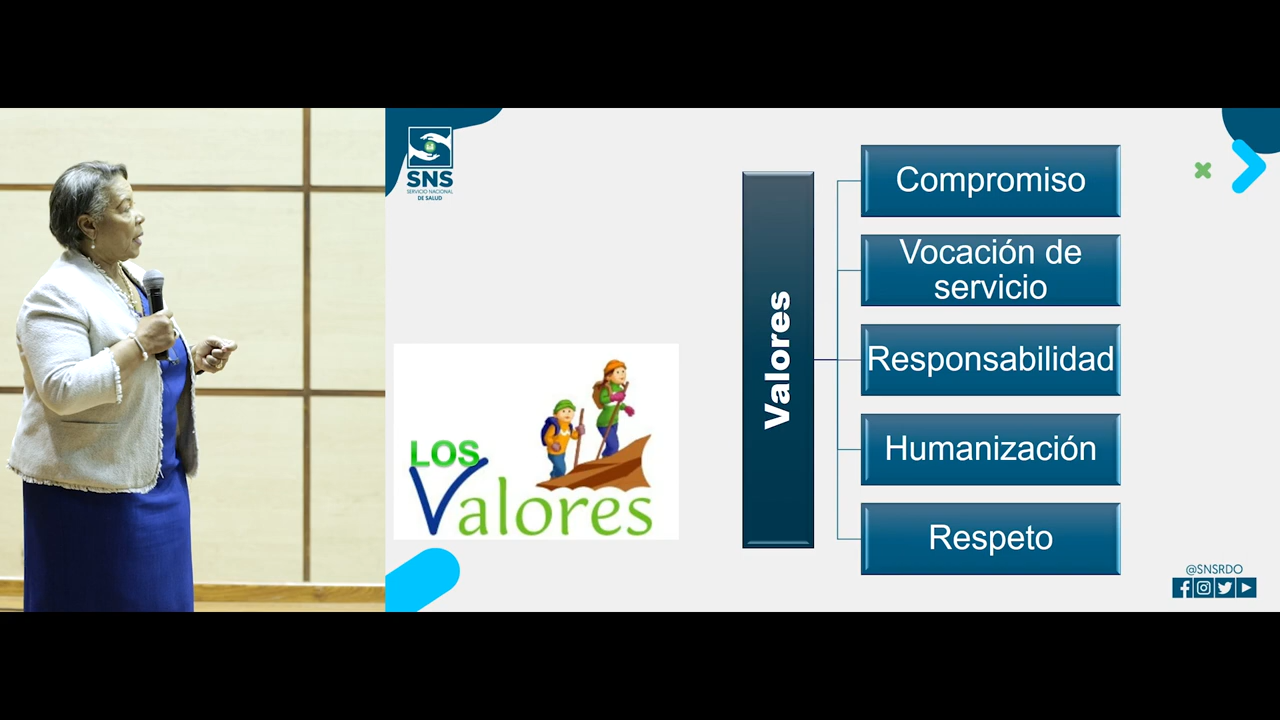 SNS
SERVICIO NACIONAL
DE SALUD
LOS
Valores
Valores
Compromiso
Vocación de
servicio
Responsabilidad
Humanización
Respeto
@SNSRDO